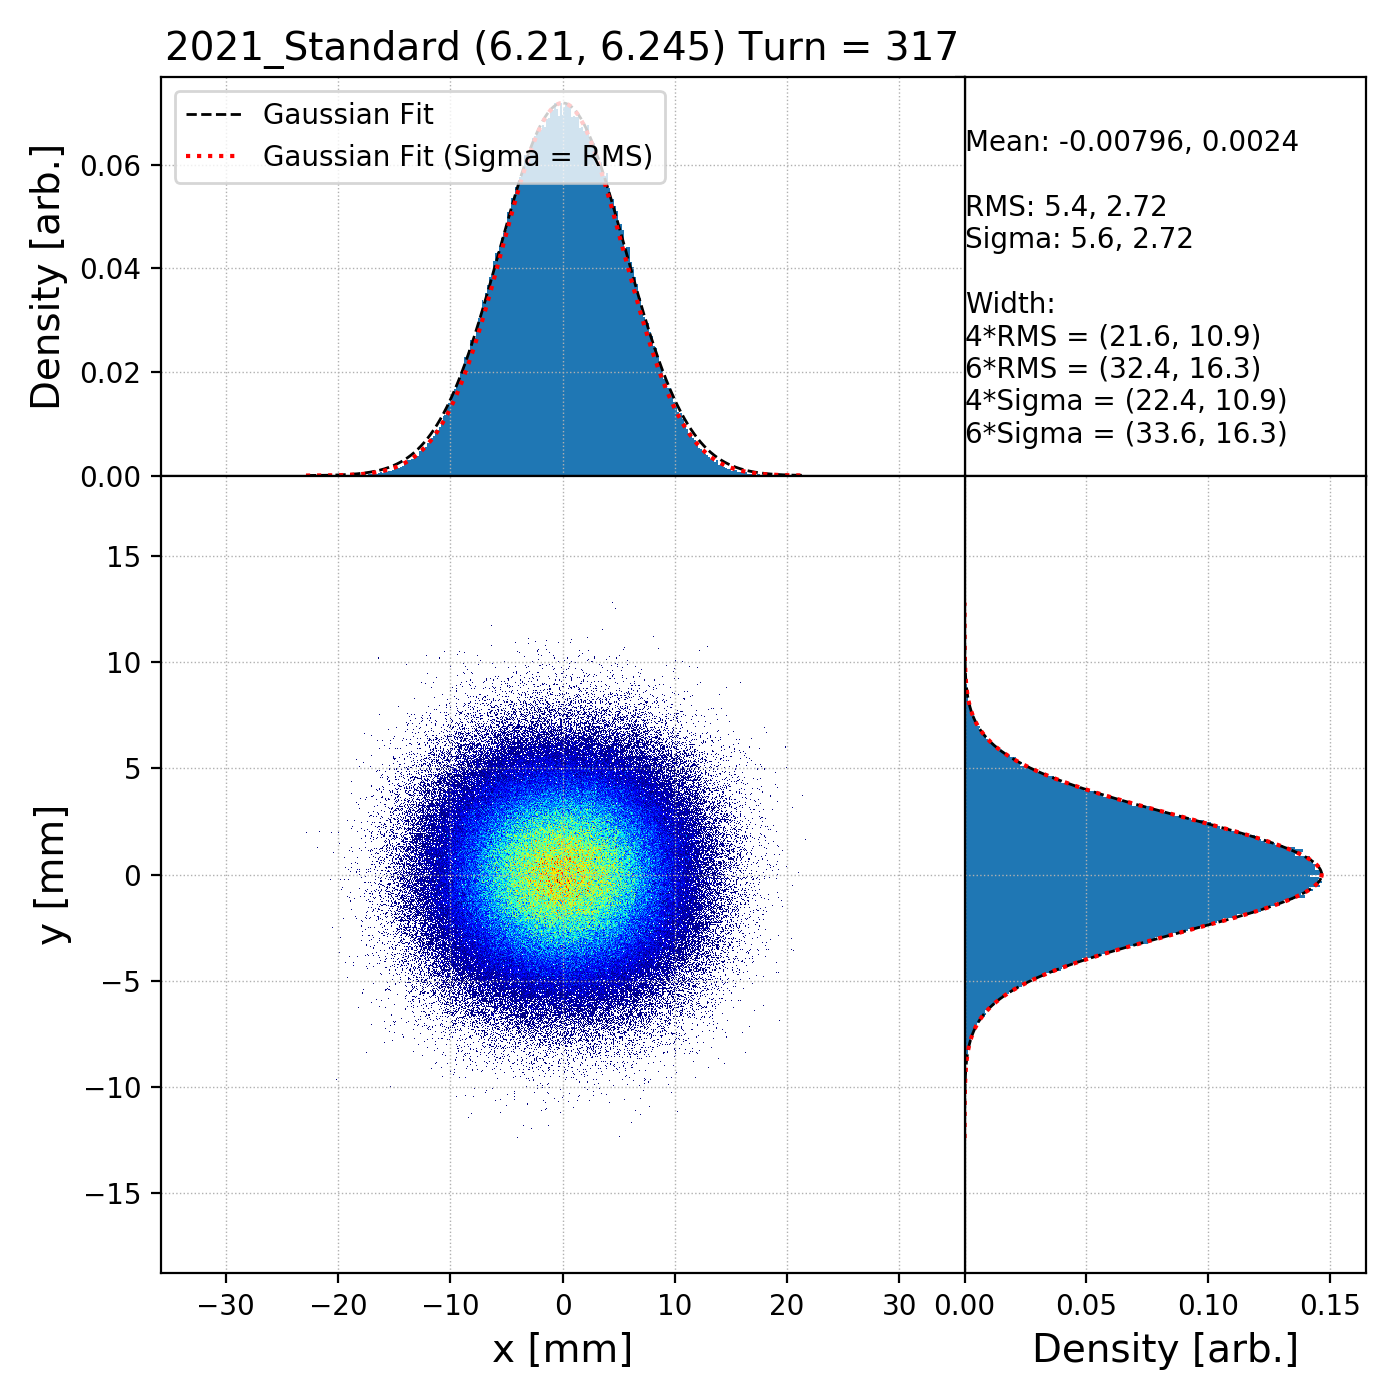 2021_Standard (6.21, 6.245) Turn = 317
Gaussian Fit
Gaussian Fit (Sigma = RMS)
Density [arb.]
0.06
0.04
0.02
0.00
Mean: -0.00796, 0.0024
RMS: 5.4, 2.72
Sigma: 5.6, 2.72
Width:
4*RMS = (21.6, 10.9)
6*RMS = (32.4, 16.3)
4*Sigma = (22.4, 10.9)
6*Sigma = (33.6, 16.3)
y [mm]
15
10
5
0
−5
−10
−15
−30 −20 −10 0 10 20 30
x [mm]
0.00 0.05 0.10 0.15
Density [arb.]